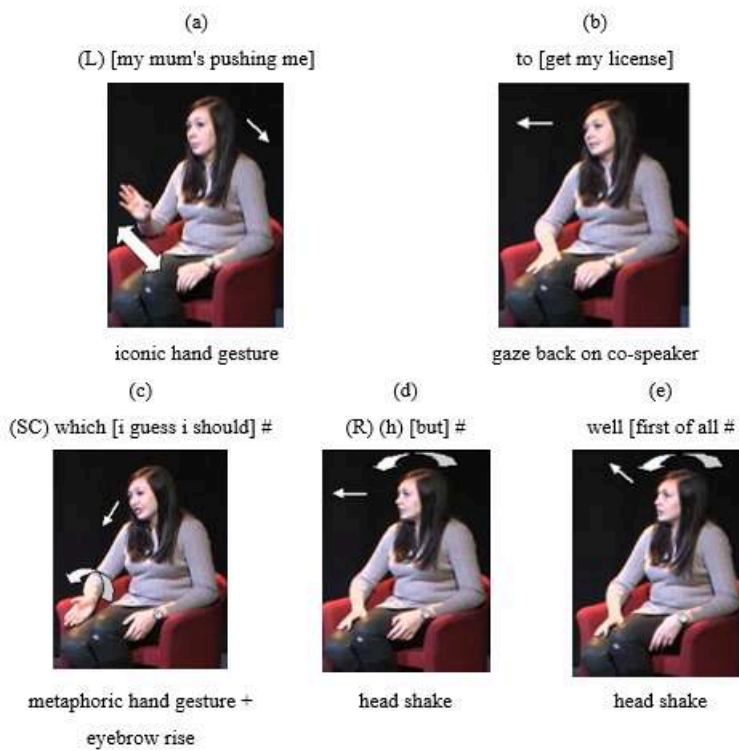 (a)
(L) [my mum's pushing me]
iconic hand gesture
(b)
to [get my license]
gaze back on co-speaker
(c)
(SC) which [i guess i should] #
metaphoric hand gesture +
eyebrow rise
(d)
(R) (h) [but] #
head shake
(e)
well [first of all #
head shake